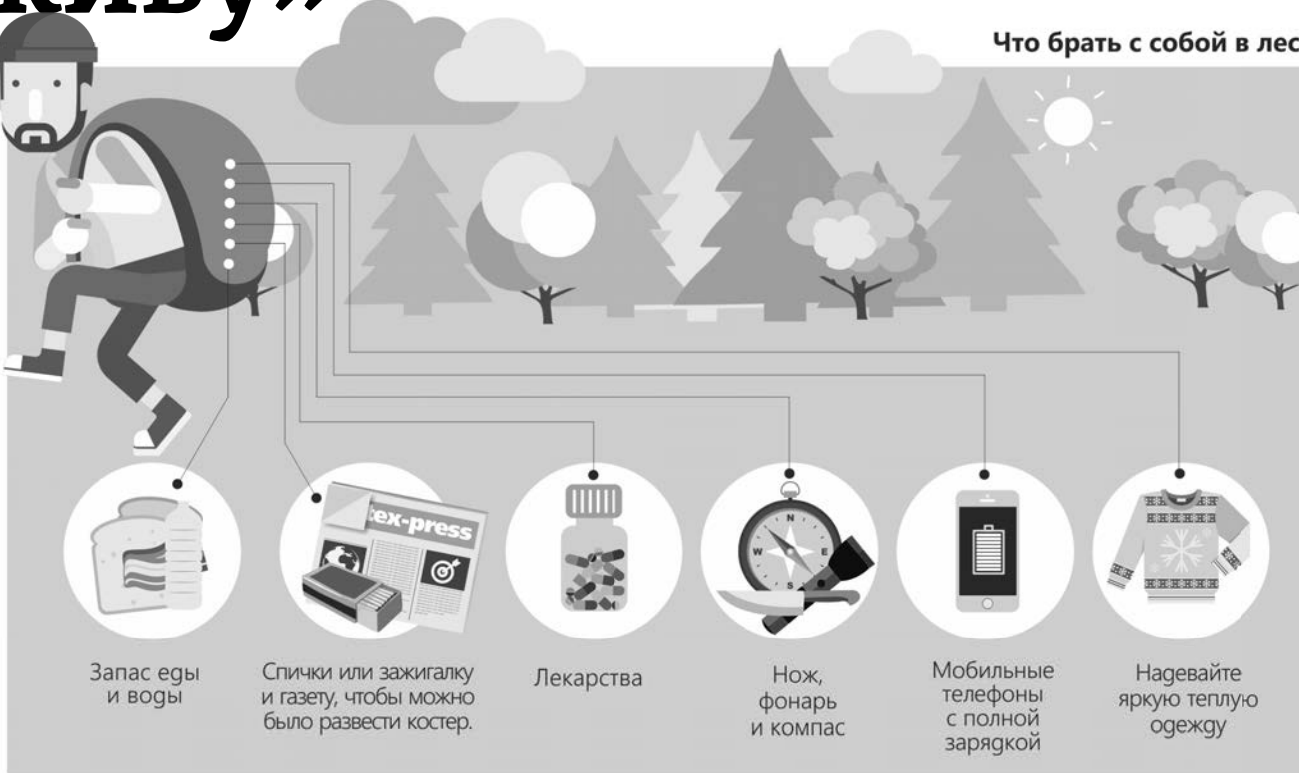 Что брать с собой в лес
ex-press
N
W
E
S
Запас еды
и воды
Спички или зажигалку
и газету, чтобы можно
было развести костер.
Лекарства
Нож,
фонарь
и компас
Мобильные
телефоны
с полной
зарядкой
Надевайте
яркую теплую
одежду